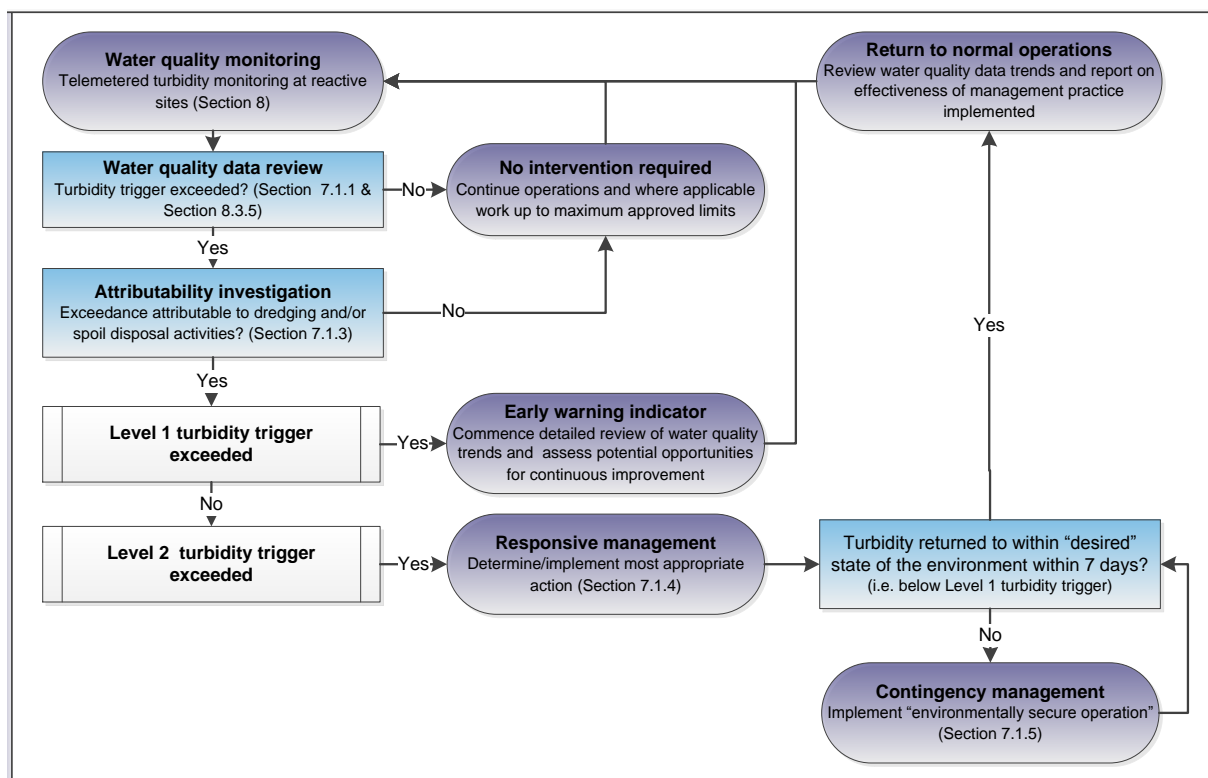 Water quality monitoring
Telemetered turbidity monitoring at reactive
sites (Section 8)
Return to normal operations
Review water quality data trends and report on
effectiveness of management practice
implemented
Water quality data review
Turbidity trigger exceeded? (Section 7.1.1 &
Section 8.3.5)
No
No intervention required
Continue operations and where applicable
work up to maximum approved limits
Yes
Attributability investigation
Exceedance attributable to dredging and/or
spoil disposal activities? (Section 7.1.3)
No
Yes
Yes
Level 1 turbidity trigger
exceeded
Yes
Early warning indicator
Commence detailed review of water quality
trends and assess potential opportunities
for continuous improvement
No
Level 2 turbidity trigger
exceeded
Yes
Responsive management
Determine/implement most appropriate
action (Section 7.1.4)
Turbidity returned to within “desired”
state of the environment within 7 days?
(i.e. below Level 1 turbidity trigger)
No
Contingency management
Implement “environmentally secure operation”
(Section 7.1.5)